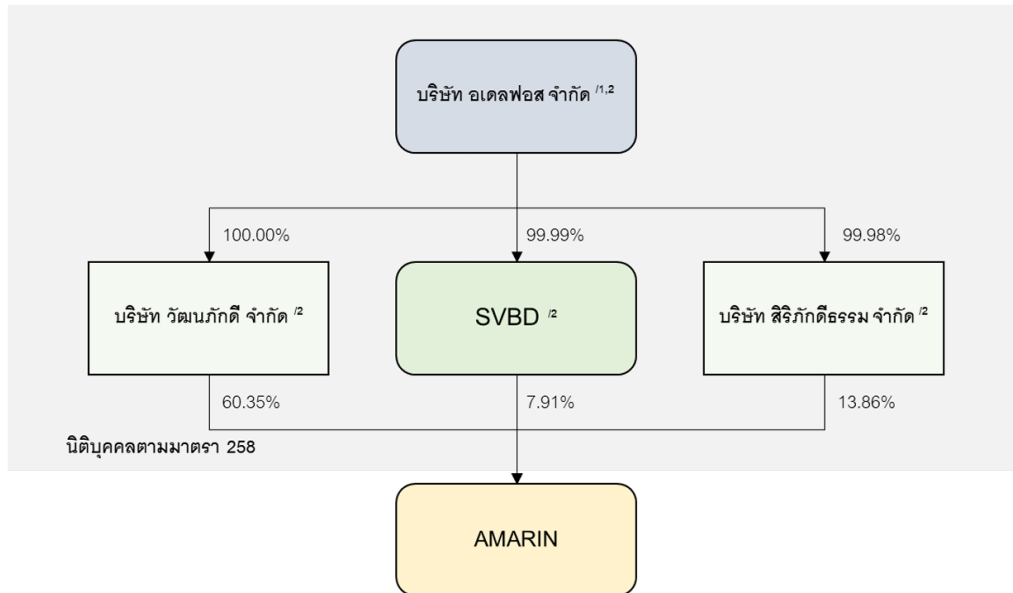 บริษัท อเดลฟอส จำกัด /1,2
100.00%
99.99%
99.98%
บริษัท วัฒนภักดี จำกัด /2
SVBD /2
บริษัท สิริภักดีธรรม จำกัด /2
60.35%
7.91%
13.86%
นิติบุคคลตามมาตรา 258
AMARIN